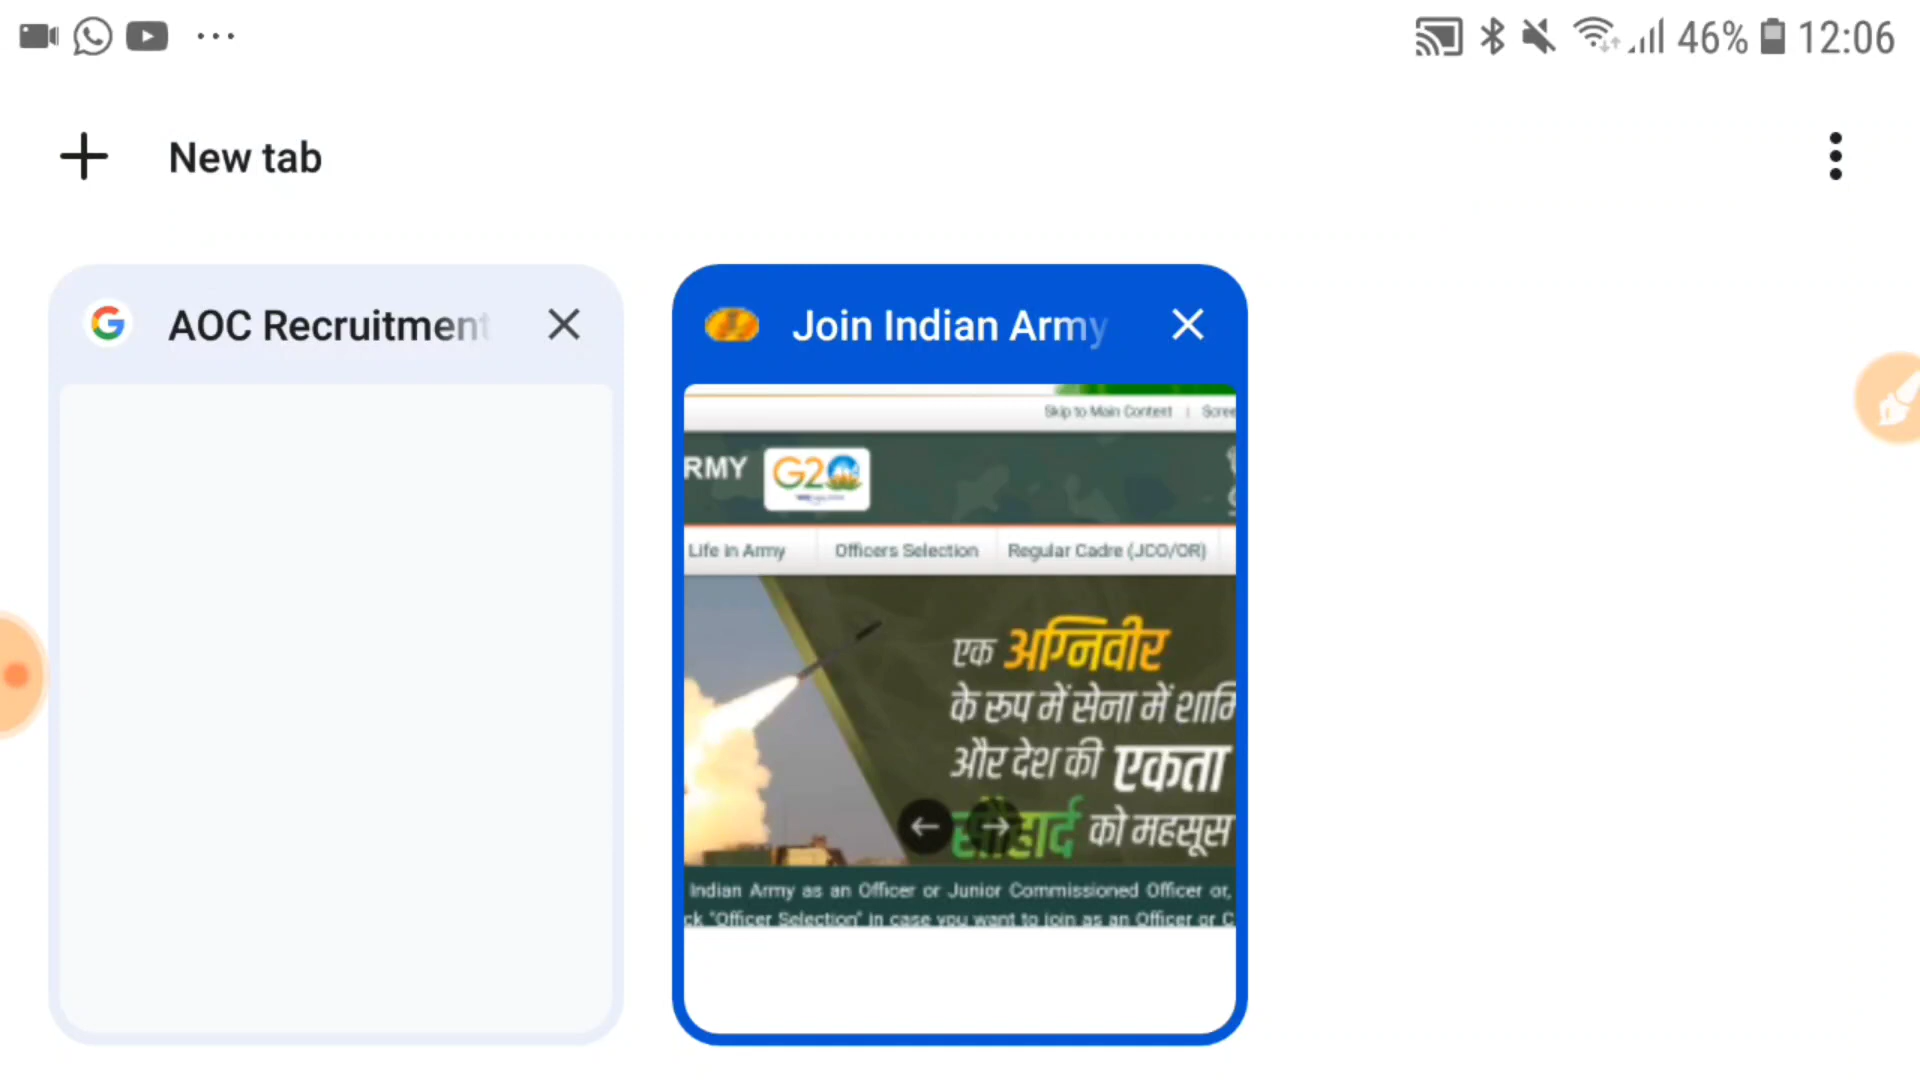 46% 12:06
New tab
AOC Recruitment
Join Indian Army
Skip to Main Content |
RMY G20
Life in Army Officers Selection Regular Cadre (JCO/OR)
एक अग्निवीर
के रूप में सेना में शामि
और देश की एकता
सौहार्द को महसूस
Indian Army as an Officer or Junior Commissioned Officer or,
ck "Officer Selection" in case you want to join as an Officer or C